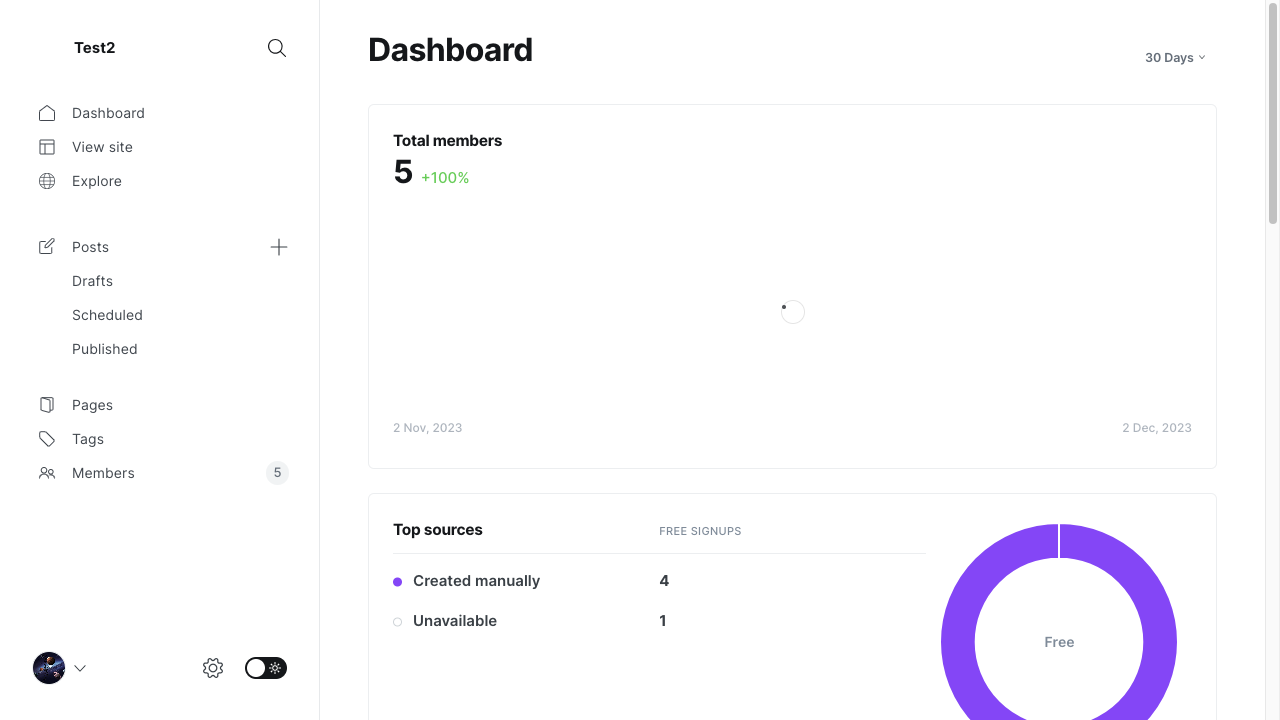 Test2
Dashboard
View site
Explore
Posts
Drafts
Scheduled
Published
Pages
Tags
Members 5
Dashboard
30 Days
Total members
5 +100%
2 Nov, 2023 2 Dec, 2023
Top sources FREE SIGNUPS
Created manually 4
Unavailable 1
Free